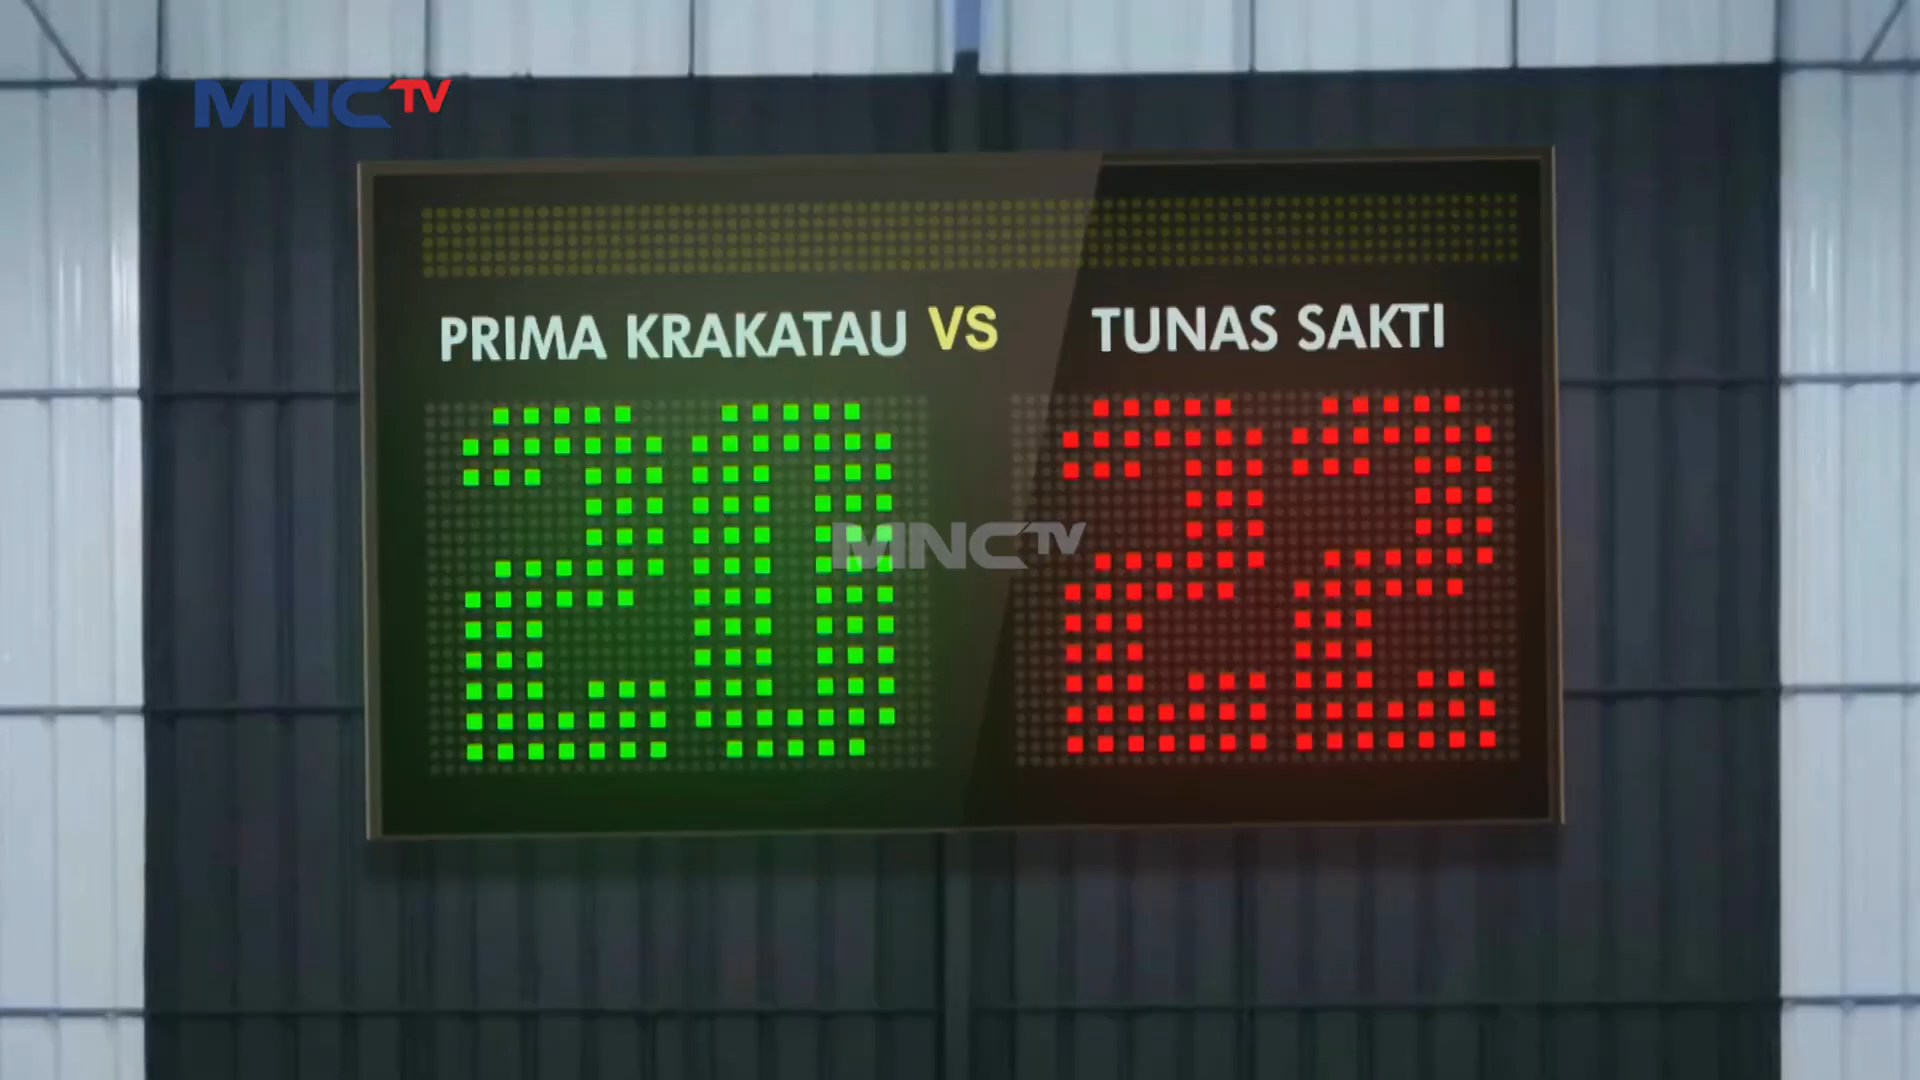 MNCTV
PRIMA KRAKATAU VS TUNAS SAKTI
20 22
MNCTV